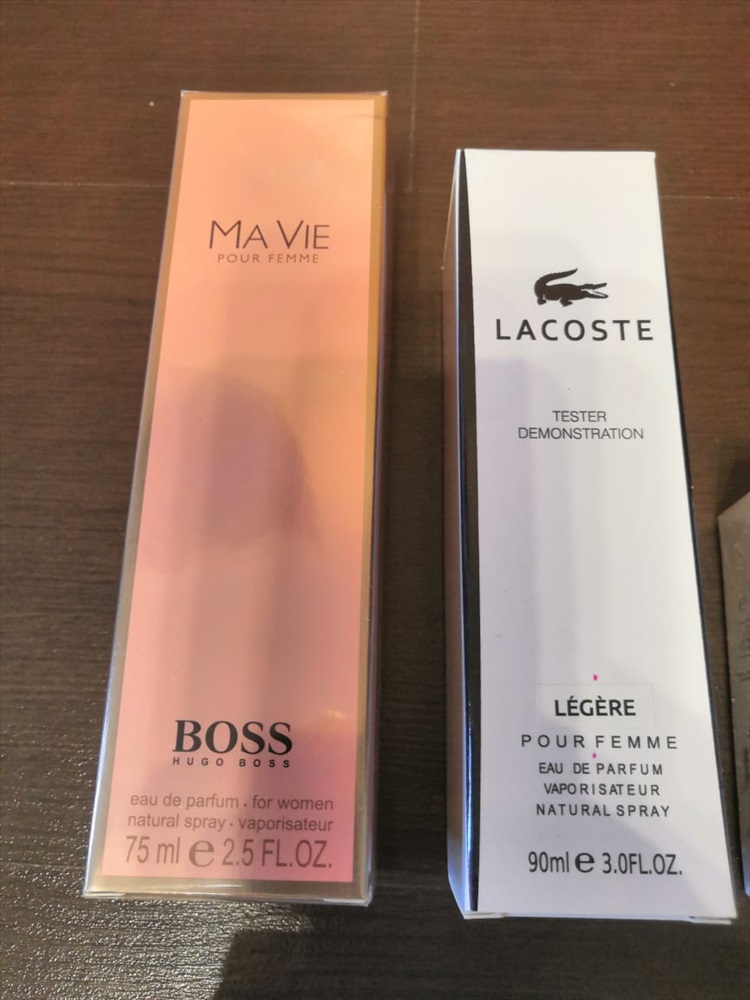 MA VIE
POUR FEMME
BOSS
HUGO BOSS
eau de parfum · for women
natural spray · vaporisateur
75 ml e 2.5 FL.OZ.
LACOSTE
TESTER
DEMONSTRATION
LÉGÈRE
POUR FEMME
EAU DE PARFUM
VAPORISATEUR
NATURAL SPRAY
90ml e 3.0FL.OZ.